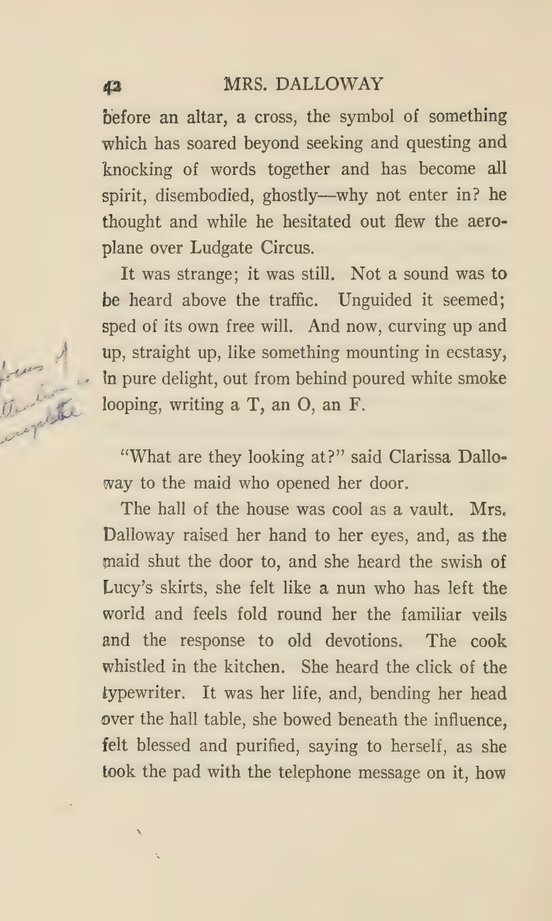 42 MRS. DALLOWAY
before an altar, a cross, the symbol of something
which has soared beyond seeking and questing and
knocking of words together and has become all
spirit, disembodied, ghostly—why not enter in? he
thought and while he hesitated out flew the aero-
plane over Ludgate Circus.
It was strange; it was still. Not a sound was to
be heard above the traffic. Unguided it seemed;
sped of its own free will. And now, curving up and
up, straight up, like something mounting in ecstasy,
in pure delight, out from behind poured white smoke
looping, writing a T, an O, an F.
focus of
attention is
aeroplane
"What are they looking at?" said Clarissa Dallo-
way to the maid who opened her door.
The hall of the house was cool as a vault. Mrs.
Dalloway raised her hand to her eyes, and, as the
maid shut the door to, and she heard the swish of
Lucy's skirts, she felt like a nun who has left the
world and feels fold round her the familiar veils
and the response to old devotions. The cook
whistled in the kitchen. She heard the click of the
typewriter. It was her life, and, bending her head
over the hall table, she bowed beneath the influence,
felt blessed and purified, saying to herself, as she
took the pad with the telephone message on it, how